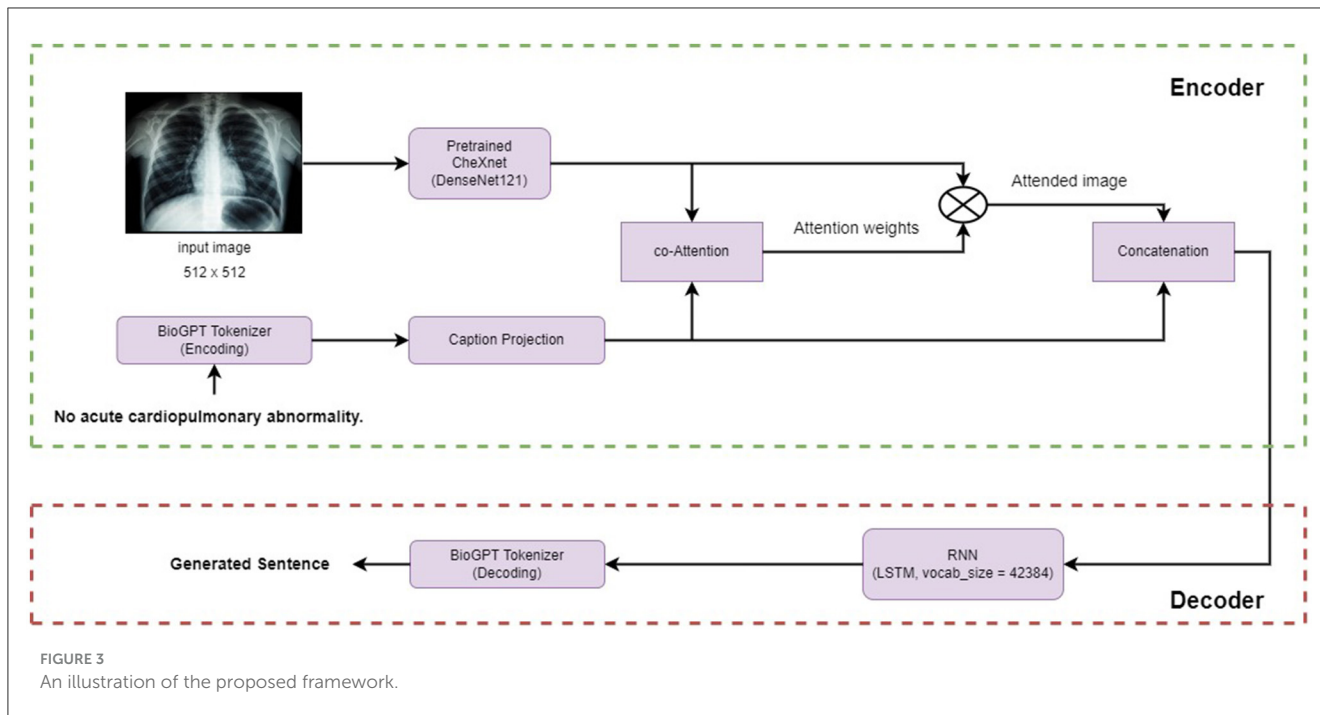 Encoder
Pretrained
CheXnet
(DenseNet121)
input image
512 x 512
co-Attention
Attention weights
Attended image
Concatenation
BioGPT Tokenizer
(Encoding)
Caption Projection
No acute cardiopulmonary abnormality.
Generated Sentence
BioGPT Tokenizer
(Decoding)
RNN
(LSTM, vocab_size = 42384)
Decoder
FIGURE 3
An illustration of the proposed framework.